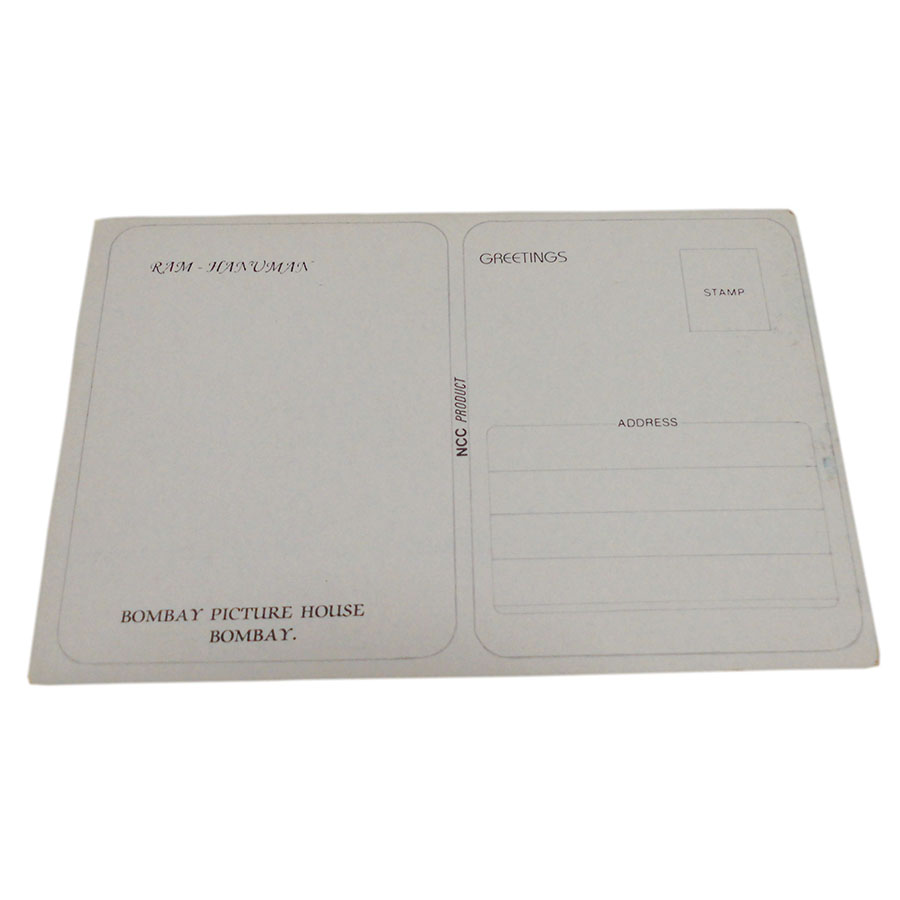 RAM - HANUMAN
BOMBAY PICTURE HOUSE
BOMBAY.
NCC PRODUCT
GREETINGS
STAMP
ADDRESS